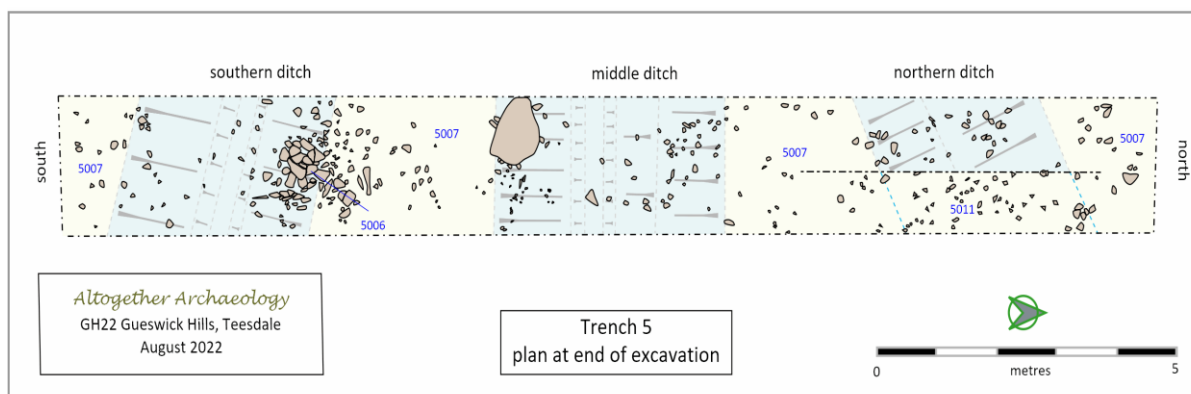 southern ditch
middle ditch
northern ditch
south
5007
5007
5007
5007
north
5006
5011
Altogether Archaeology
GH22 Gueswick Hills, Teesdale
August 2022
Trench 5
plan at end of excavation
0
metres
5